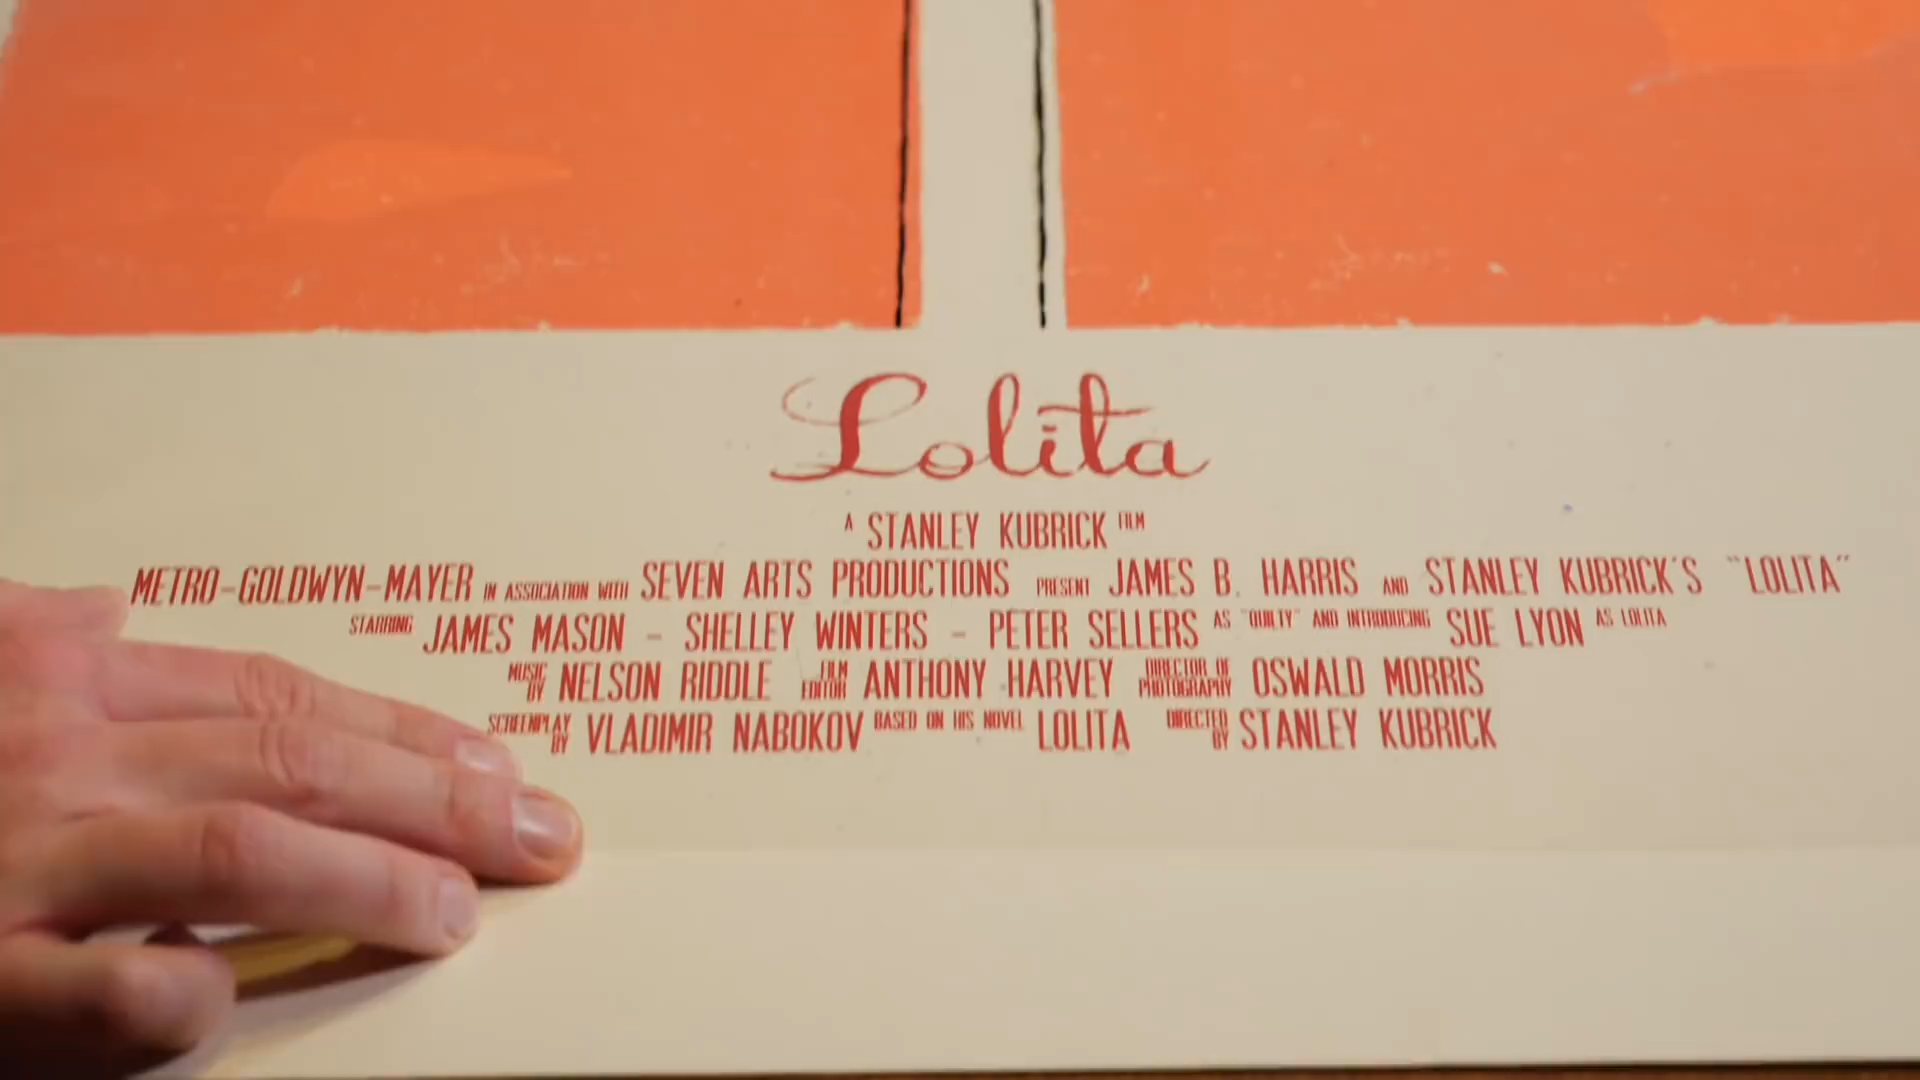 Lolita
A STANLEY KUBRICK FILM
METRO-GOLDWYN-MAYER IN ASSOCIATION WITH SEVEN ARTS PRODUCTIONS PRESENT JAMES B. HARRIS AND STANLEY KUBRICK'S "LOLITA"
STARRING JAMES MASON - SHELLEY WINTERS - PETER SELLERS AS "QUILTY" AND INTRODUCING SUE LYON AS LOLITA
MUSIC BY NELSON RIDDLE FILM EDITOR ANTHONY HARVEY DIRECTOR OF PHOTOGRAPHY OSWALD MORRIS
SCREENPLAY BY VLADIMIR NABOKOV BASED ON HIS NOVEL LOLITA DIRECTED BY STANLEY KUBRICK